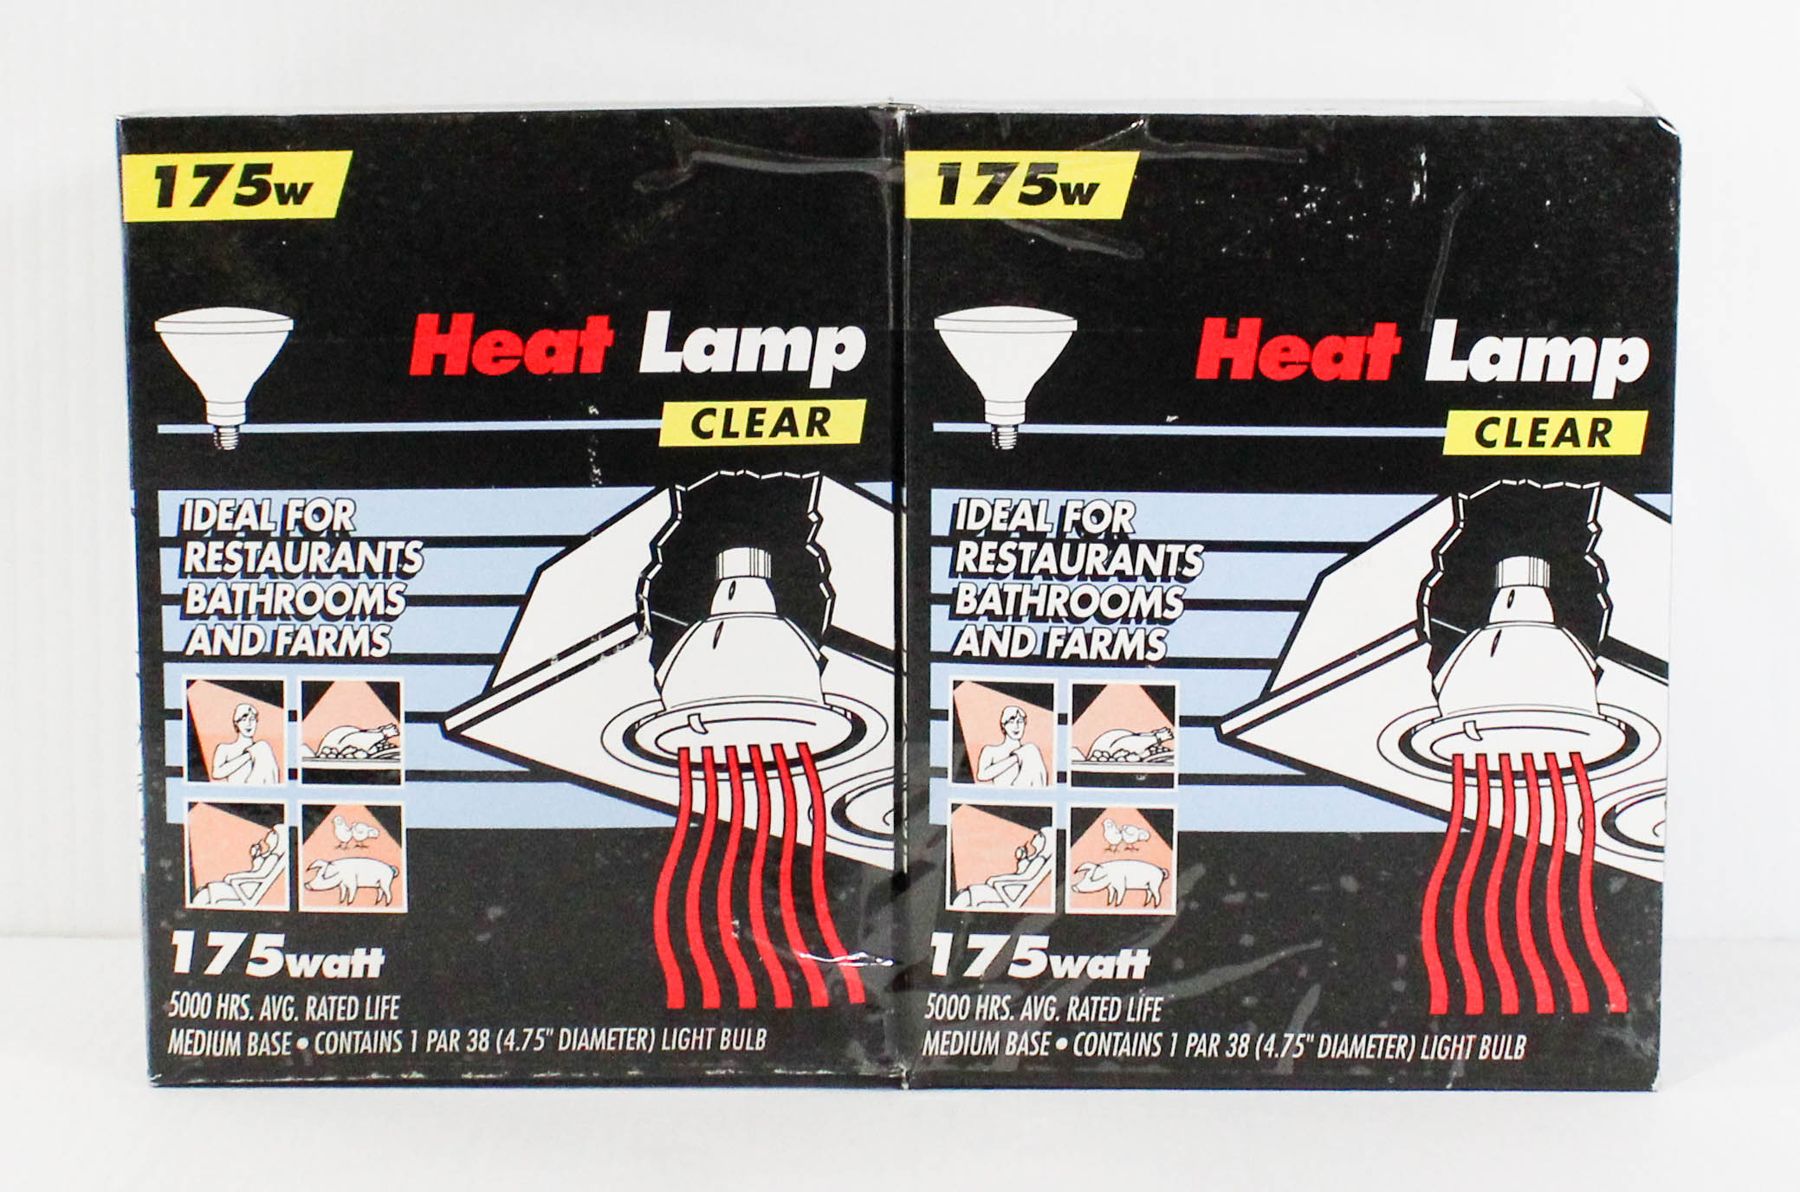 175w
Heat Lamp
CLEAR
IDEAL FOR
RESTAURANTS
BATHROOMS
AND FARMS
175watt
5000 HRS. AVG. RATED LIFE
MEDIUM BASE • CONTAINS 1 PAR 38 (4.75" DIAMETER) LIGHT BULB
175w
Heat Lamp
CLEAR
IDEAL FOR
RESTAURANTS
BATHROOMS
AND FARMS
175watt
5000 HRS. AVG. RATED LIFE
MEDIUM BASE • CONTAINS 1 PAR 38 (4.75" DIAMETER) LIGHT BULB